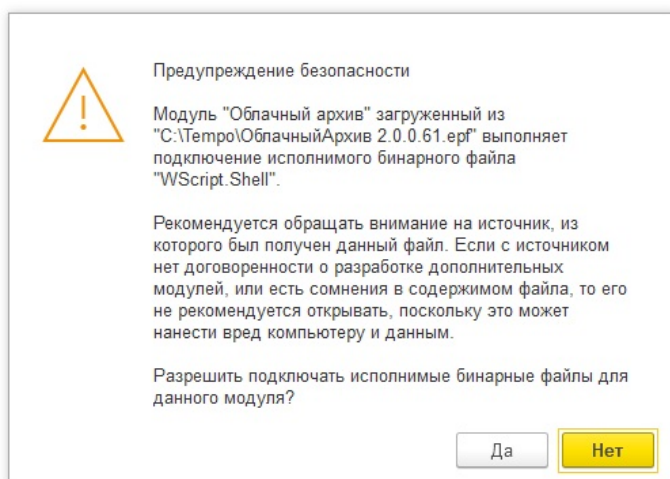 Предупреждение безопасности
Модуль "Облачный архив" загруженный из
"C:\Tempo\ОблачныйАрхив 2.0.0.61.epf" выполняет
подключение исполнимого бинарного файла
"WScript.Shell".
Рекомендуется обращать внимание на источник, из
которого был получен данный файл. Если с источником
нет договоренности о разработке дополнительных
модулей, или есть сомнения в содержимом файла, то его
не рекомендуется открывать, поскольку это может
нанести вред компьютеру и данным.
Разрешить подключать исполнимые бинарные файлы для
данного модуля?
Да Нет